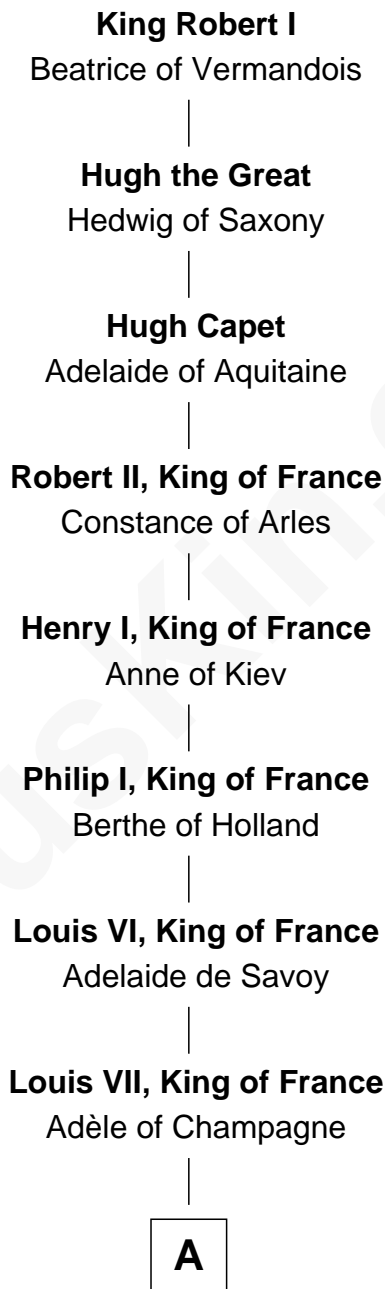 King Robert I
Beatrice of Vermandois
Hugh the Great
Hedwig of Saxony
Hugh Capet
Adelaide of Aquitaine
Robert II, King of France
Constance of Arles
Henry I, King of France
Anne of Kiev
Philip I, King of France
Berthe of Holland
Louis VI, King of France
Adelaide de Savoy
Louis VII, King of France
Adèle of Champagne
A